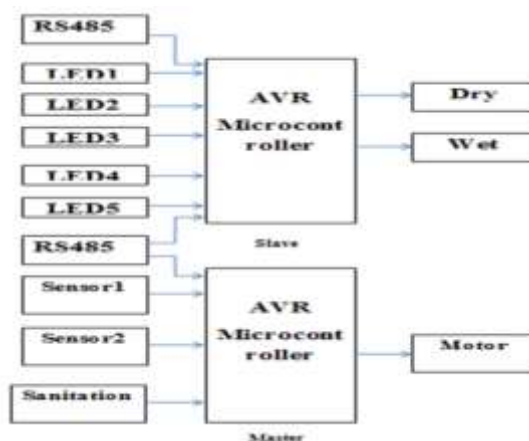 RS485
LED1
LED2
LED3
LED4
LED5
RS485
Sensor1
Sensor2
Sanitation
AVR
Microcont
roller
Slave
AVR
Microcont
roller
Master
Dry
Wet
Motor